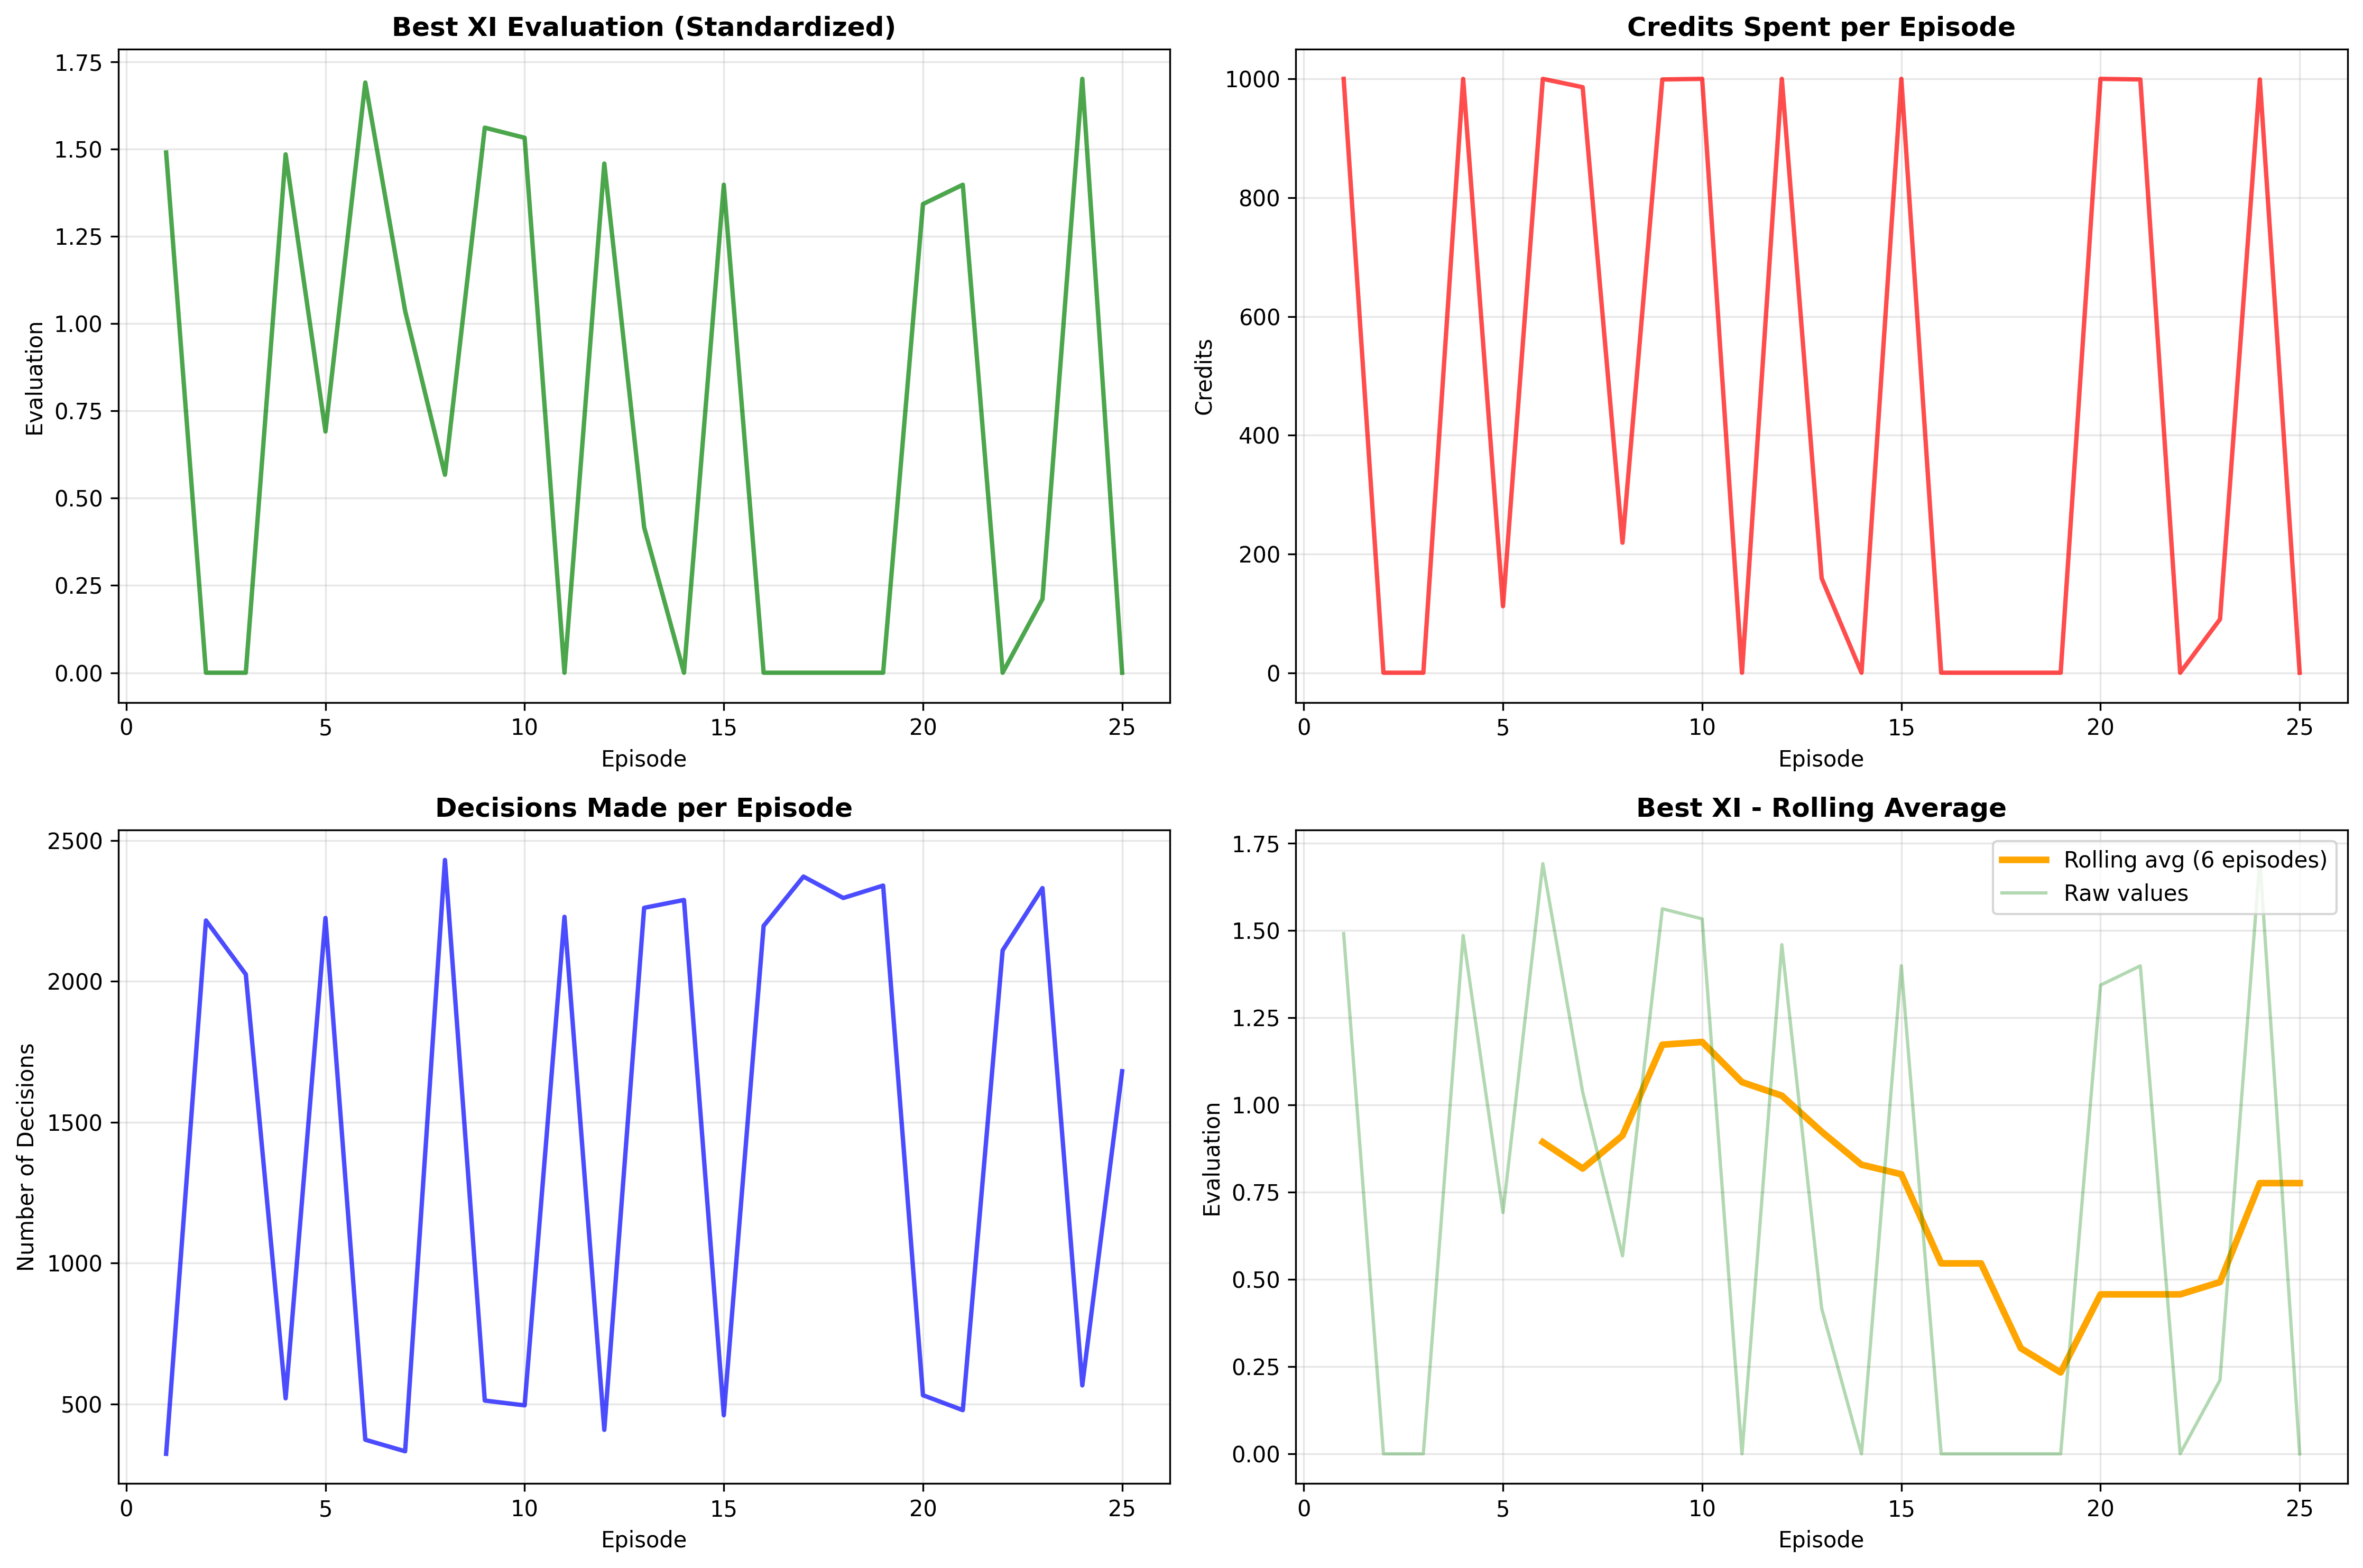 Best XI Evaluation (Standardized)
Evaluation
1.75
1.50
1.25
1.00
0.75
0.50
0.25
0.00
0 5 10 15 20 25
Episode
Credits Spent per Episode
Credits
1000
800
600
400
200
0
0 5 10 15 20 25
Episode
Decisions Made per Episode
Number of Decisions
2500
2000
1500
1000
500
0 5 10 15 20 25
Episode
Best XI - Rolling Average
Rolling avg (6 episodes)
Raw values
Evaluation
1.75
1.50
1.25
1.00
0.75
0.50
0.25
0.00
0 5 10 15 20 25
Episode